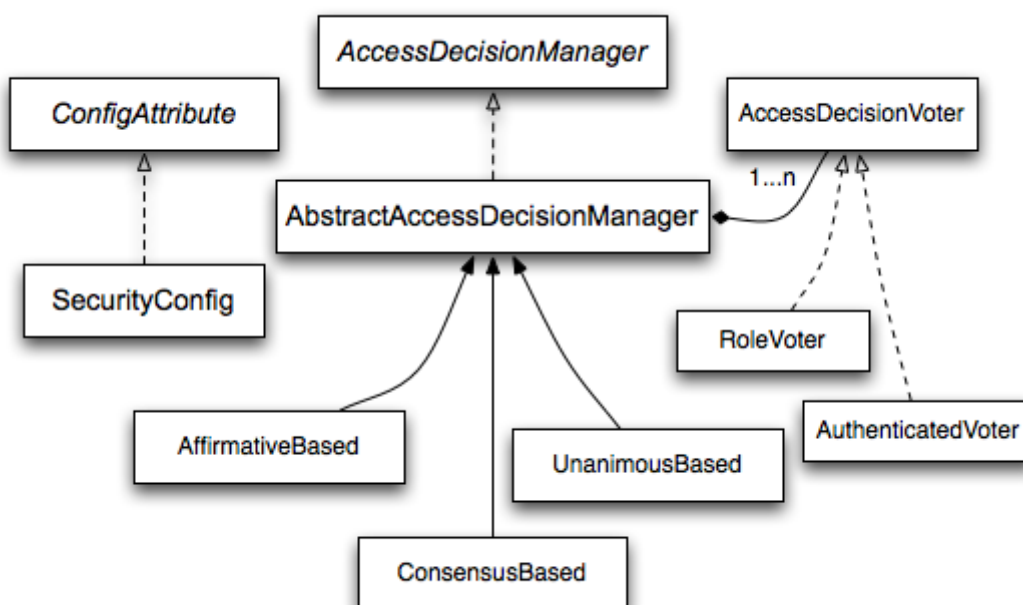 AccessDecisionManager
ConfigAttribute
AccessDecisionVoter
1...n
AbstractAccessDecisionManager
SecurityConfig
RoleVoter
AuthenticatedVoter
AffirmativeBased
UnanimousBased
ConsensusBased